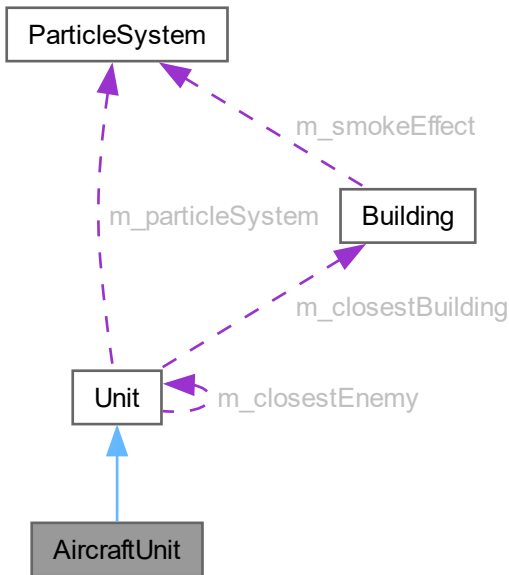 ParticleSystem
m_smokeEffect
m_particleSystem
Building
m_closestBuilding
Unit
m_closestEnemy
AircraftUnit